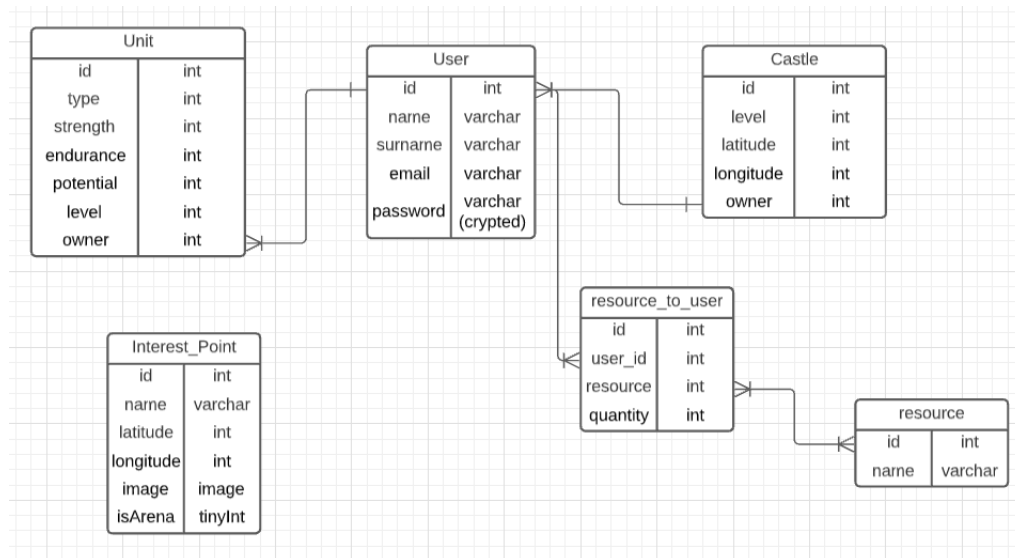 Unit
id int
type int
strength int
endurance int
potential int
level int
owner int
User
id int
name varchar
surname varchar
email varchar
password varchar
(crypted)
Castle
id int
level int
latitude int
longitude int
owner int
resource_to_user
id int
user_id int
resource int
quantity int
Interest_Point
id int
name varchar
latitude int
longitude int
image image
isArena tinyInt
resource
id int
name varchar